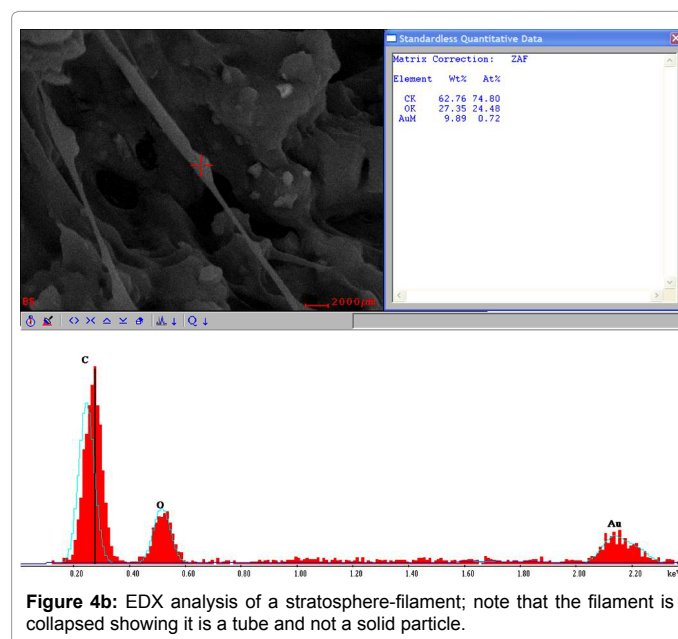 Standardless Quantitative Data
Matrix Correction: ZAF
Element Wt% At%
CK 62.76 74.80
OK 27.35 24.48
AuM 9.89 0.72
BS
2000µm
Q
C
O
Au
0.20 0.40 0.60 0.80 1.00 1.20 1.40 1.60 1.80 2.00 2.20 keV
Figure 4b: EDX analysis of a stratosphere-filament; note that the filament is
collapsed showing it is a tube and not a solid particle.